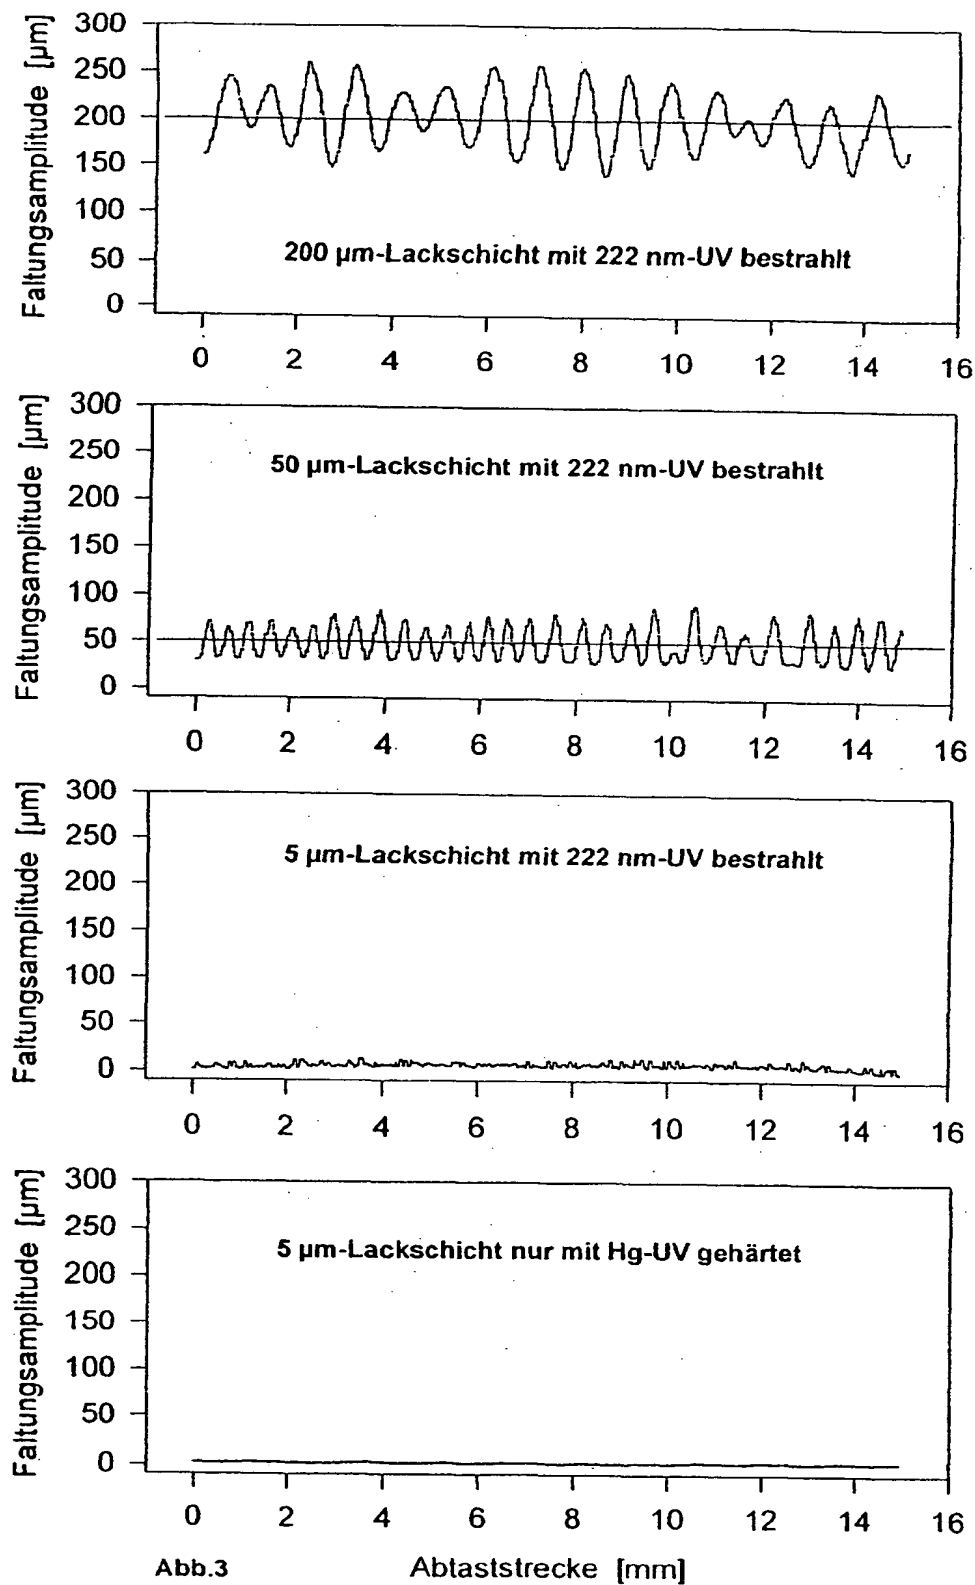 Faltungsamplitude [µm]
300
250
200
150
100
50
0
200 µm-Lackschicht mit 222 nm-UV bestrahlt
0 2 4 6 8 10 12 14 16
Faltungsamplitude [µm]
300
250
200
150
100
50
0
50 µm-Lackschicht mit 222 nm-UV bestrahlt
0 2 4 6 8 10 12 14 16
Faltungsamplitude [µm]
300
250
200
150
100
50
0
5 µm-Lackschicht mit 222 nm-UV bestrahlt
0 2 4 6 8 10 12 14 16
Faltungsamplitude [µm]
300
250
200
150
100
50
0
5 µm-Lackschicht nur mit Hg-UV gehärtet
0 2 4 6 8 10 12 14 16
Abb.3 Abtaststrecke [mm]